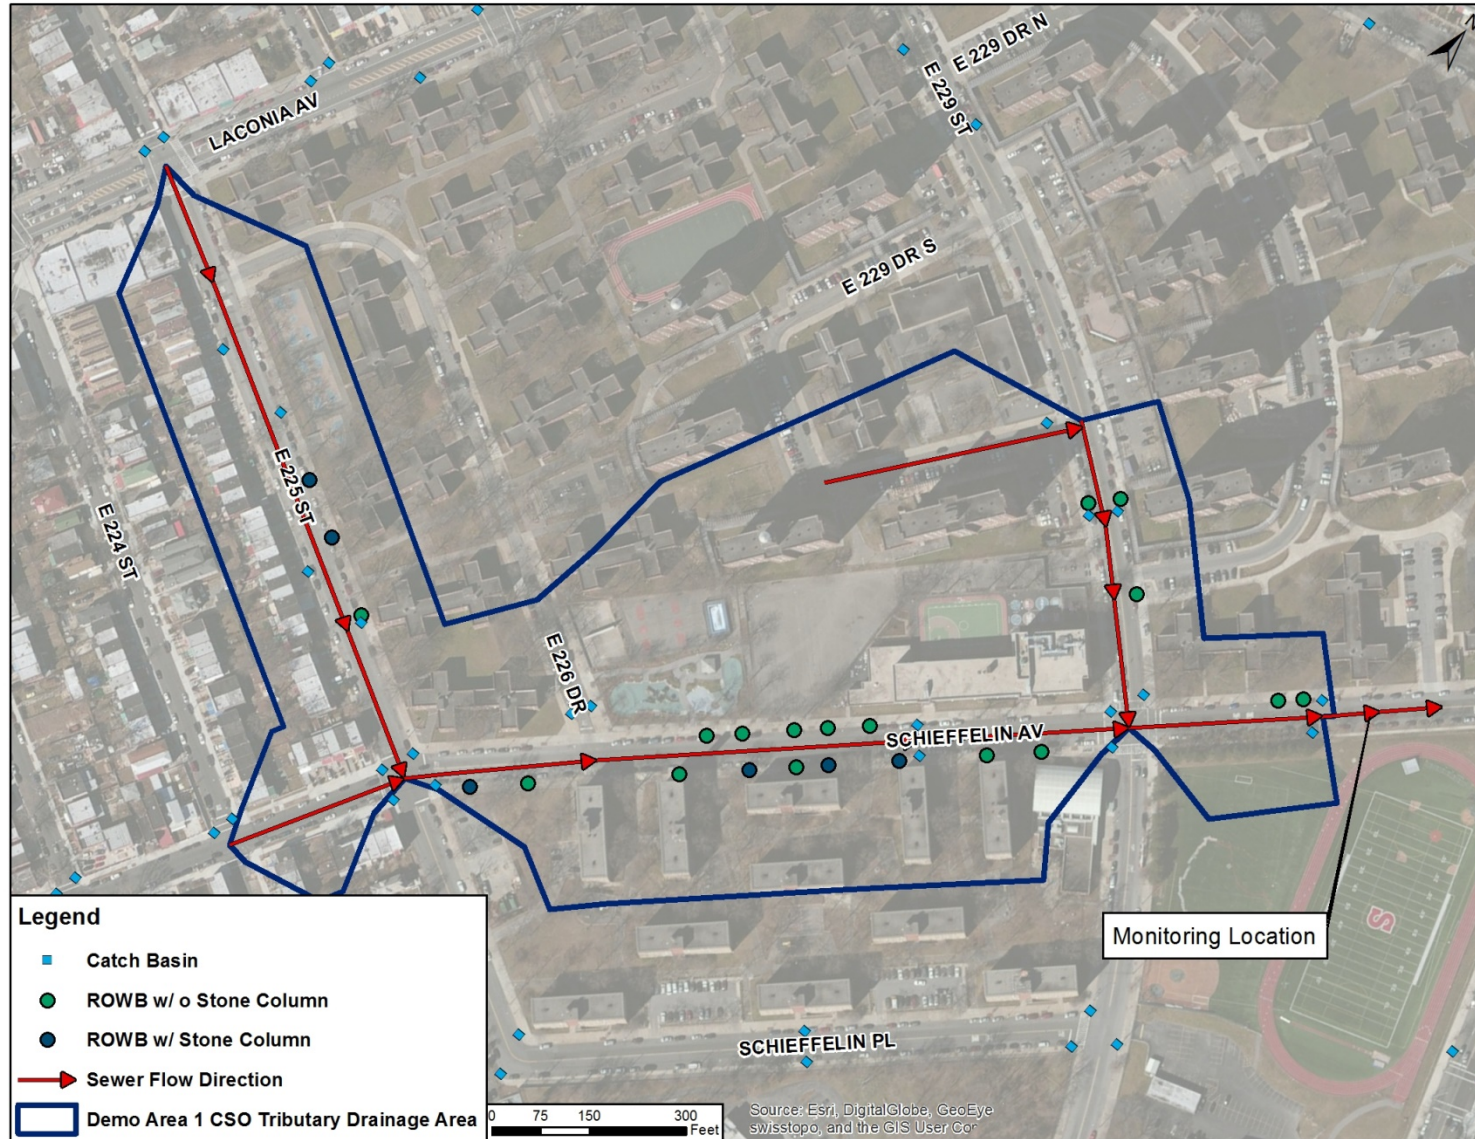 N
E 229 DR N
E 229 ST
LACONIA AV
E 229 DR S
E 225 ST
E 224 ST
E 226 DR
SCHIEFFELIN AV
S
Monitoring Location
SCHIEFFELIN PL
Legend
Catch Basin
ROWB w/ o Stone Column
ROWB w/ Stone Column
Sewer Flow Direction
Demo Area 1 CSO Tributary Drainage Area
0 75 150 300
Feet
Source: Esri, DigitalGlobe, GeoEye
swisstopo, and the GIS User Cor